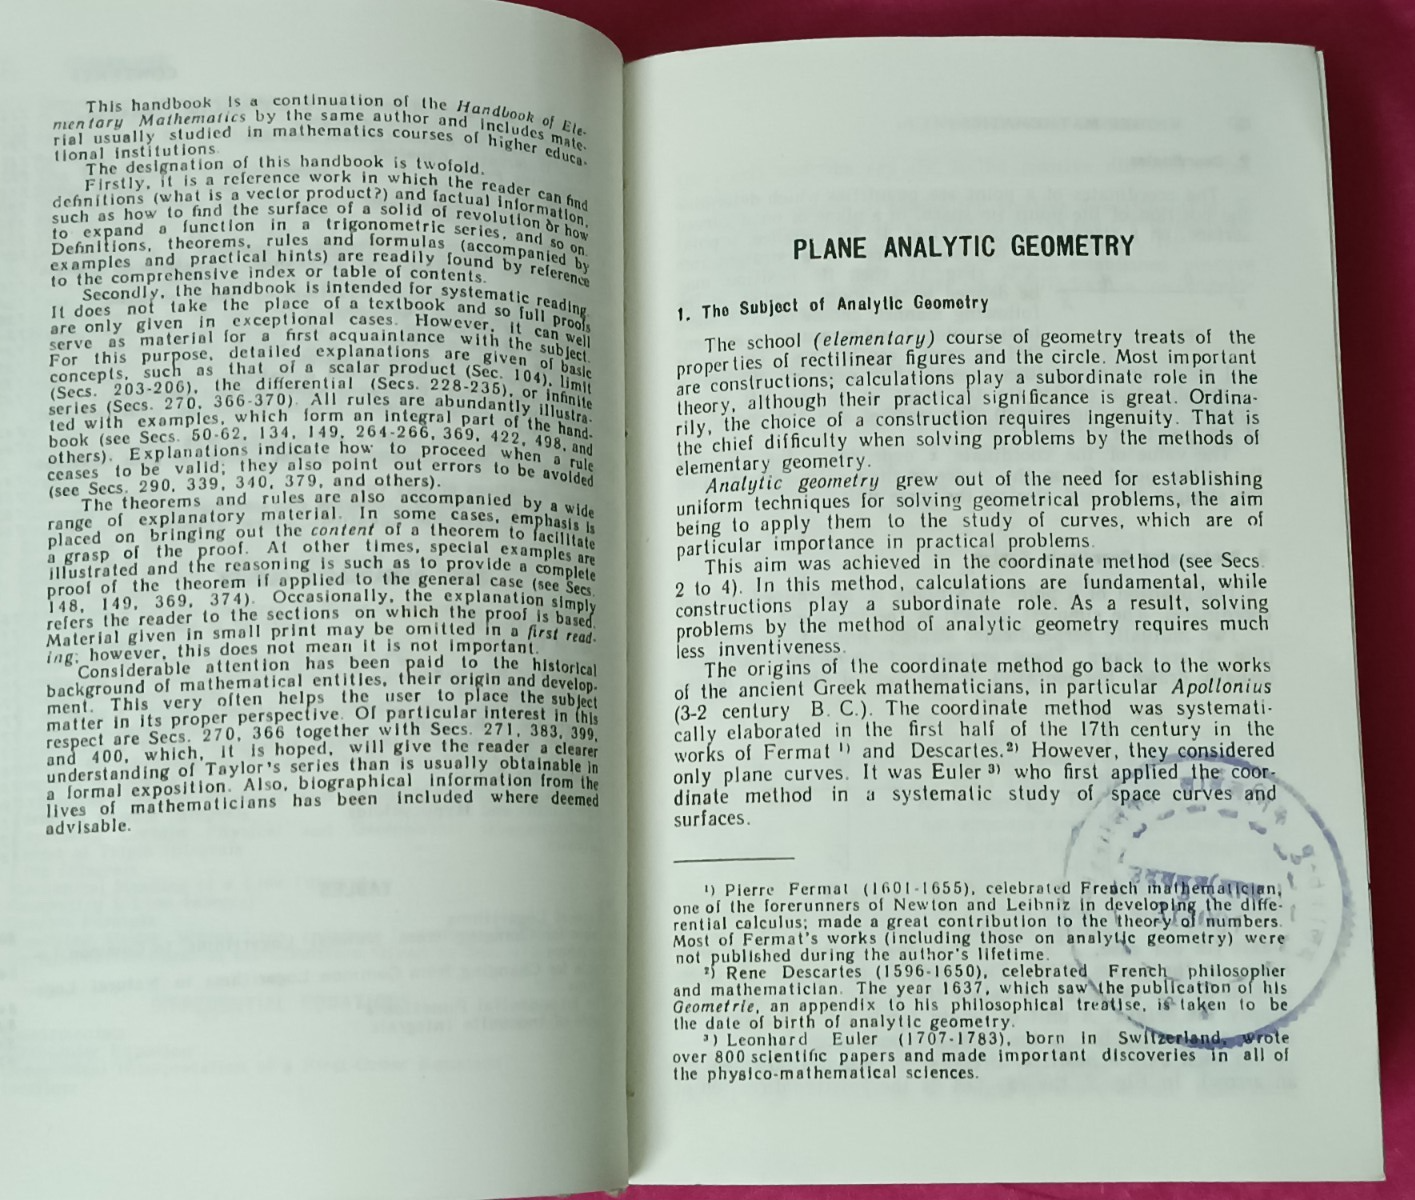 This handbook is a continuation of the Handbook of Ele-
mentary Mathematics by the same author and includes mate-
rial usually studied in mathematics courses of higher educa-
tional institutions.
The designation of this handbook is twofold.
Firstly, it is a reference work in which the reader can find
definitions (what is a vector product?) and factual information,
such as how to find the surface of a solid of revolution or how
to expand a function in a trigonometric series, and so on.
Definitions, theorems, rules and formulas (accompanied by
examples and practical hints) are readily found by reference
to the comprehensive index or table of contents.
Secondly, the handbook is intended for systematic reading.
It does not take the place of a textbook and so full proofs
are only given in exceptional cases. However, it can well
serve as material for a first acquaintance with the subject.
For this purpose, detailed explanations are given of basic
concepts, such as that of a scalar product (Sec. 104), limit
(Secs. 203-206), the differential (Secs. 228-235), or infinite
series (Secs. 270, 366-370). All rules are abundantly illustra-
ted with examples, which form an integral part of the hand-
book (see Secs. 50-62, 134, 149, 264-266, 369, 422, 498, and
others). Explanations indicate how to proceed when a rule
ceases to be valid; they also point out errors to be avoided
(see Secs. 290, 339, 340, 379, and others).
The theorems and rules are also accompanied by a wide
range of explanatory material. In some cases, emphasis is
placed on bringing out the content of a theorem to facilitate
a grasp of the proof. At other times, special examples are
illustrated and the reasoning is such as to provide a complete
proof of the theorem if applied to the general case (see Secs.
148, 149, 369, 374). Occasionally, the explanation simply
refers the reader to the sections on which the proof is based.
Material given in small print may be omitted in a first read-
ing; however, this does not mean it is not important.
Considerable attention has been paid to the historical
background of mathematical entities, their origin and develop-
ment. This very often helps the user to place the subject
matter in its proper perspective. Of particular interest in this
respect are Secs. 270, 366 together with Secs. 271, 383, 399,
and 400, which, it is hoped, will give the reader a clearer
understanding of Taylor's series than is usually obtainable in
a formal exposition. Also, biographical information from the
lives of mathematicians has been included where deemed
advisable.
PLANE ANALYTIC GEOMETRY
1. The Subject of Analytic Geometry
The school (elementary) course of geometry treats of the
properties of rectilinear figures and the circle. Most important
are constructions; calculations play a subordinate role in the
theory, although their practical significance is great. Ordina-
rily, the choice of a construction requires ingenuity. That is
the chief difficulty when solving problems by the methods of
elementary geometry.
Analytic geometry grew out of the need for establishing
uniform techniques for solving geometrical problems, the aim
being to apply them to the study of curves, which are of
particular importance in practical problems.
This aim was achieved in the coordinate method (see Secs.
2 to 4). In this method, calculations are fundamental, while
constructions play a subordinate role. As a result, solving
problems by the method of analytic geometry requires much
less inventiveness.
The origins of the coordinate method go back to the works
of the ancient Greek mathematicians, in particular Apollonius
(3-2 century B. C.). The coordinate method was systemati-
cally elaborated in the first half of the 17th century in the
works of Fermat ¹) and Descartes.²) However, they considered
only plane curves. It was Euler ³) who first applied the coor-
dinate method in a systematic study of space curves and
surfaces.
¹) Pierre Fermat (1601-1655), celebrated French mathematician,
one of the forerunners of Newton and Leibniz in developing the diffe-
rential calculus; made a great contribution to the theory of numbers.
Most of Fermat's works (including those on analytic geometry) were
not published during the author's lifetime.
²) Rene Descartes (1596-1650), celebrated French philosopher
and mathematician. The year 1637, which saw the publication of his
Geometrie, an appendix to his philosophical treatise, is taken to be
the date of birth of analytic geometry.
³) Leonhard Euler (1707-1783), born in Switzerland, wrote
over 800 scientific papers and made important discoveries in all of
the physico-mathematical sciences.